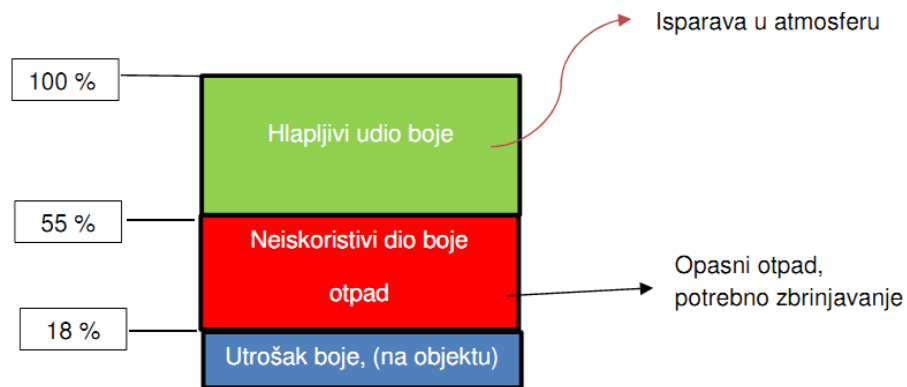 Isparava u atmosferu
100 %
Hlapljivi udio boje
55 %
Neiskoristivi dio boje
otpad
Opasni otpad,
potrebno zbrinjavanje
18 %
Utrošak boje, (na objektu)